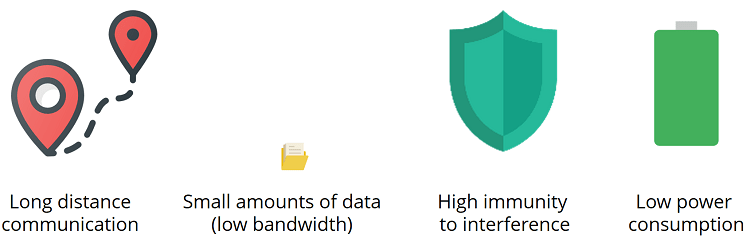 Long distance
communication
Small amounts of data
(low bandwidth)
High immunity
to interference
Low power
consumption